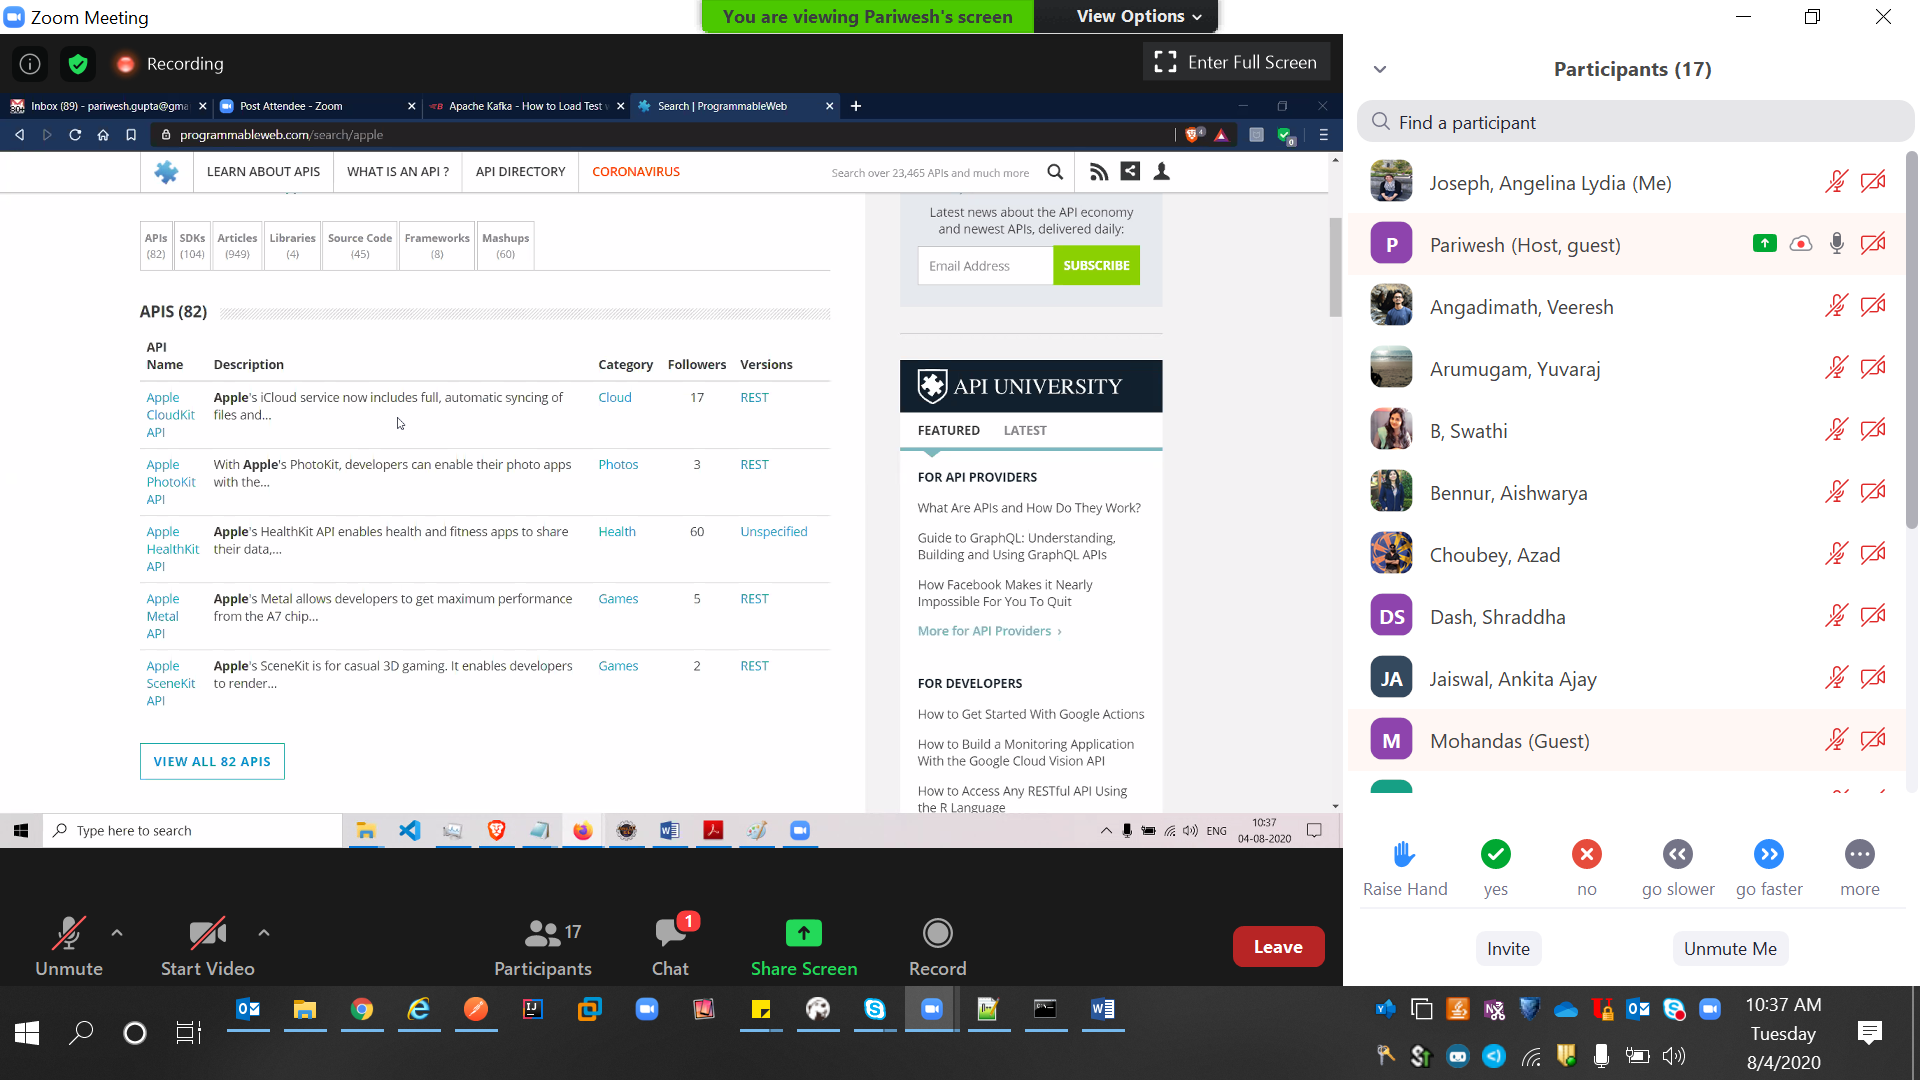 Zoom Meeting
You are viewing Pariwesh's screen
View Options
Recording
Enter Full Screen
Inbox (89) - pariwesh.gupta@gma
Post Attendee - Zoom
Apache Kafka - How to Load Test w
Search | ProgrammableWeb
programmableweb.com/search/apple
LEARN ABOUT APIS
WHAT IS AN API ?
API DIRECTORY
CORONAVIRUS
Search over 23,465 APIs and much more
APIs
(82)
SDKs
(104)
Articles
(949)
Libraries
(4)
Source Code
(45)
Frameworks
(8)
Mashups
(60)
APIS (82)
API
Name
Description
Category
Followers
Versions
Apple
CloudKit
API
Apple's iCloud service now includes full, automatic syncing of
files and...
Cloud
17
REST
Apple
PhotoKit
API
With Apple's PhotoKit, developers can enable their photo apps
with the...
Photos
3
REST
Apple
HealthKit
API
Apple's HealthKit API enables health and fitness apps to share
their data,...
Health
60
Unspecified
Apple
Metal
API
Apple's Metal allows developers to get maximum performance
from the A7 chip...
Games
5
REST
Apple
SceneKit
API
Apple's SceneKit is for casual 3D gaming. It enables developers
to render...
Games
2
REST
VIEW ALL 82 APIS
Latest news about the API economy
and newest APIs, delivered daily:
Email Address
SUBSCRIBE
API UNIVERSITY
FEATURED
LATEST
FOR API PROVIDERS
What Are APIs and How Do They Work?
Guide to GraphQL: Understanding,
Building and Using GraphQL APIs
How Facebook Makes it Nearly
Impossible For You To Quit
More for API Providers ›
FOR DEVELOPERS
How to Get Started With Google Actions
How to Build a Monitoring Application
With the Google Cloud Vision API
How to Access Any RESTful API Using
the R Language
Type here to search
ENG
10:37
04-08-2020
Unmute
Start Video
17
Participants
1
Chat
Share Screen
Record
Leave
Participants (17)
Find a participant
Joseph, Angelina Lydia (Me)
P
Pariwesh (Host, guest)
Angadimath, Veeresh
Arumugam, Yuvaraj
B, Swathi
Bennur, Aishwarya
Choubey, Azad
DS
Dash, Shraddha
JA
Jaiswal, Ankita Ajay
M
Mohandas (Guest)
Raise Hand
yes
no
go slower
go faster
more
Invite
Unmute Me
10:37 AM
Tuesday
8/4/2020